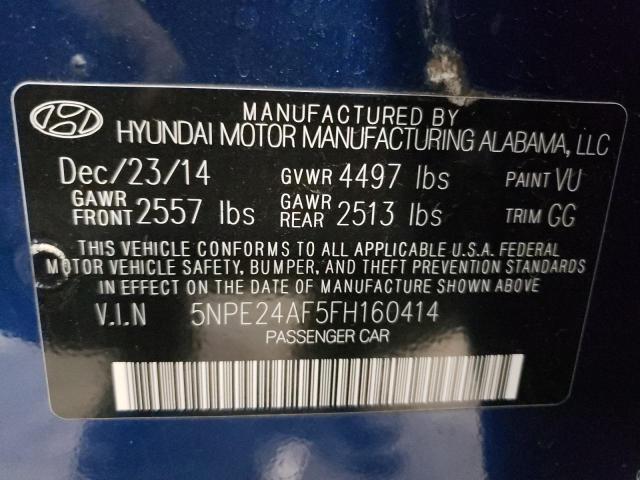 MANUFACTURED BY
HYUNDAI MOTOR MANUFACTURING ALABAMA, LLC
Dec/23/14 GVWR 4497 lbs PAINT VU
GAWR FRONT 2557 lbs GAWR REAR 2513 lbs TRIM GG
THIS VEHICLE CONFORMS TO ALL APPLICABLE U.S.A. FEDERAL
MOTOR VEHICLE SAFETY, BUMPER, AND THEFT PREVENTION STANDARDS
IN EFFECT ON THE DATE OF MANUFACTURE SHOWN ABOVE
V.I.N 5NPE24AF5FH160414
PASSENGER CAR